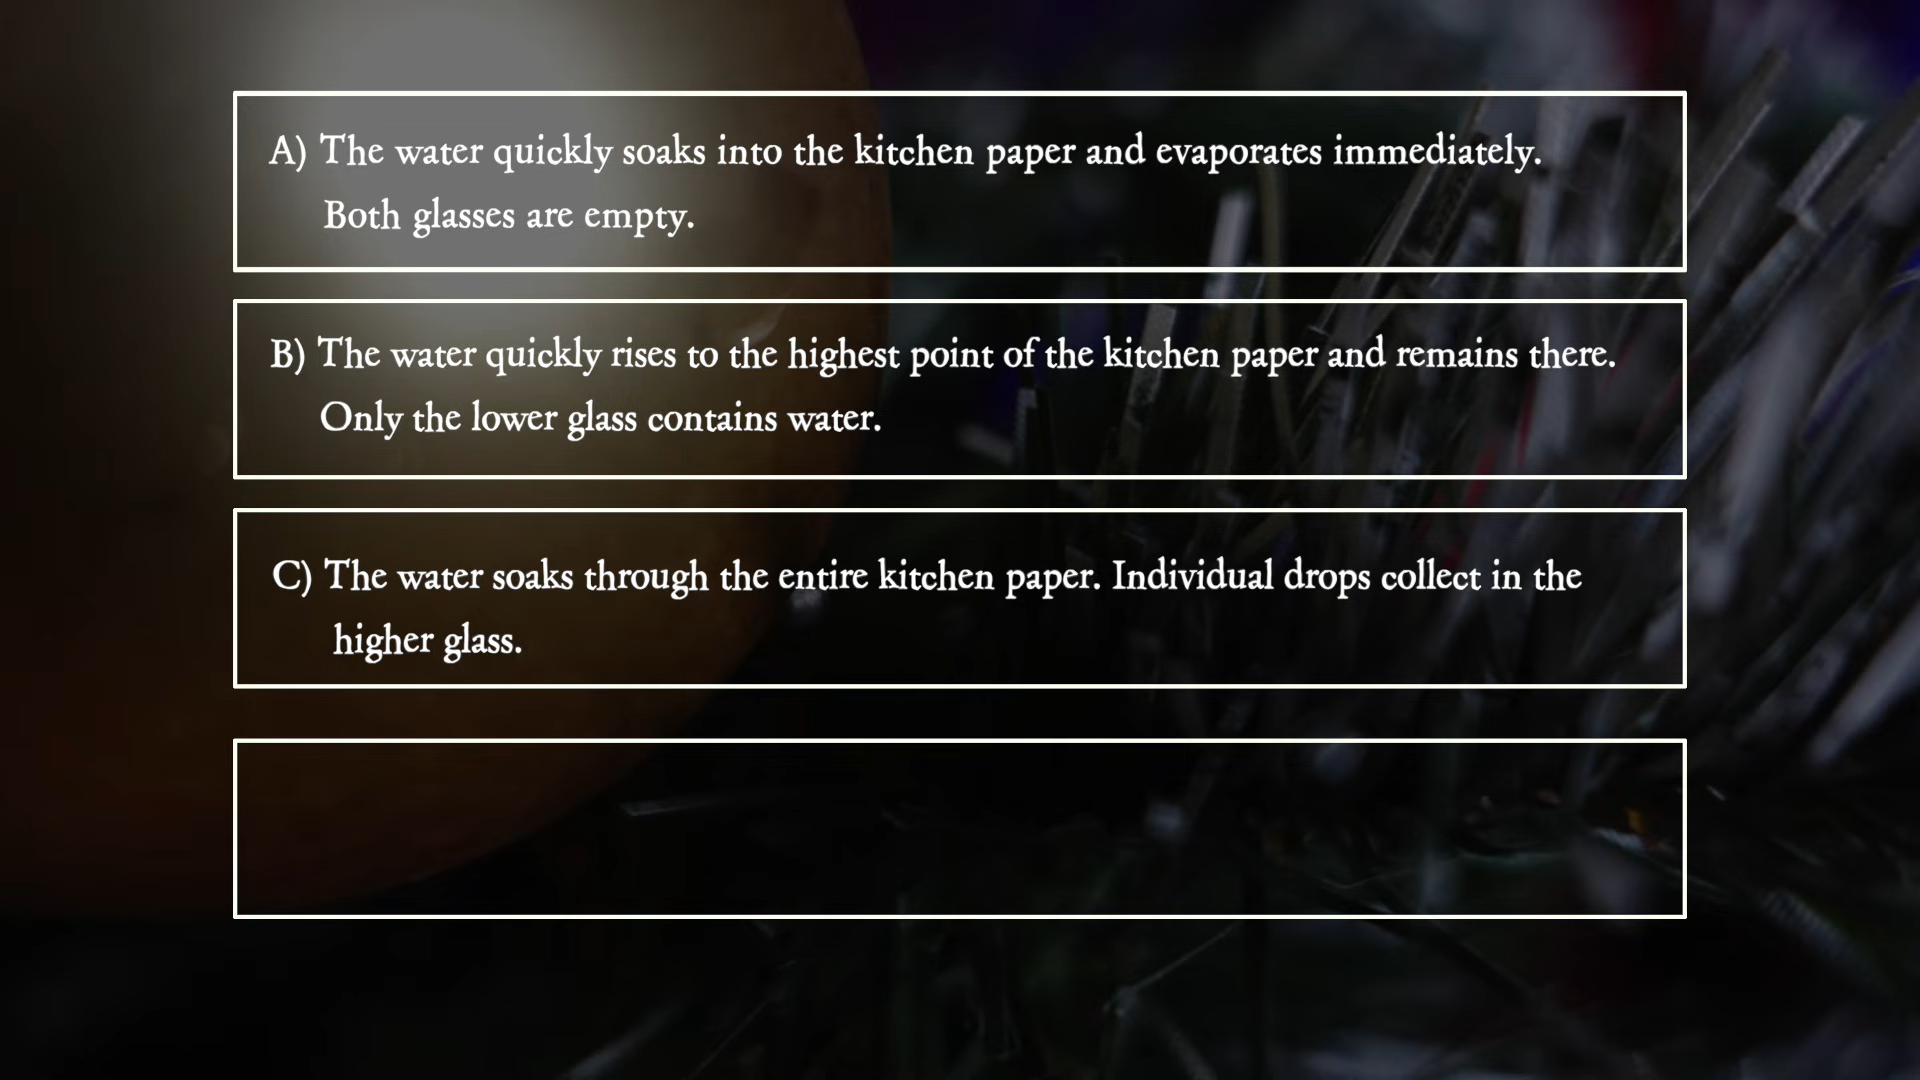 A) The water quickly soaks into the kitchen paper and evaporates immediately.
Both glasses are empty.
B) The water quickly rises to the highest point of the kitchen paper and remains there.
Only the lower glass contains water.
C) The water soaks through the entire kitchen paper. Individual drops collect in the
higher glass.